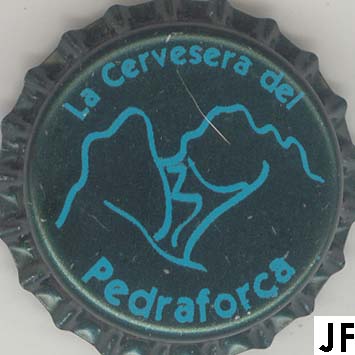 La Cervesera del
Pedraforca
JF